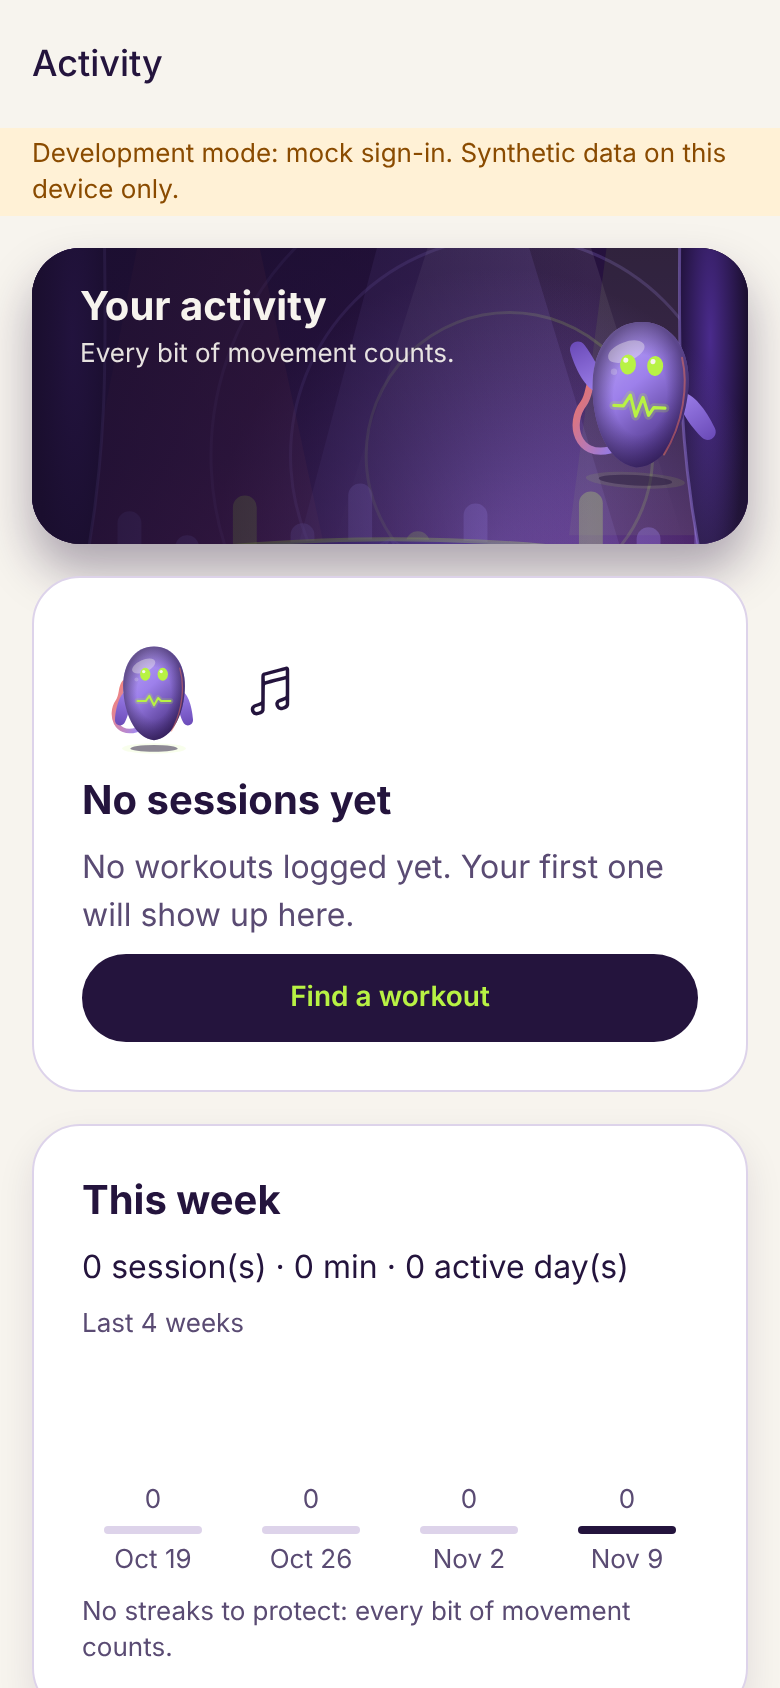 Activity
Development mode: mock sign-in. Synthetic data on this
device only.
Your activity
Every bit of movement counts.
No sessions yet
No workouts logged yet. Your first one
will show up here.
Find a workout
This week
0 session(s) · 0 min · 0 active day(s)
Last 4 weeks
0 0 0 0
Oct 19 Oct 26 Nov 2 Nov 9
No streaks to protect: every bit of movement
counts.